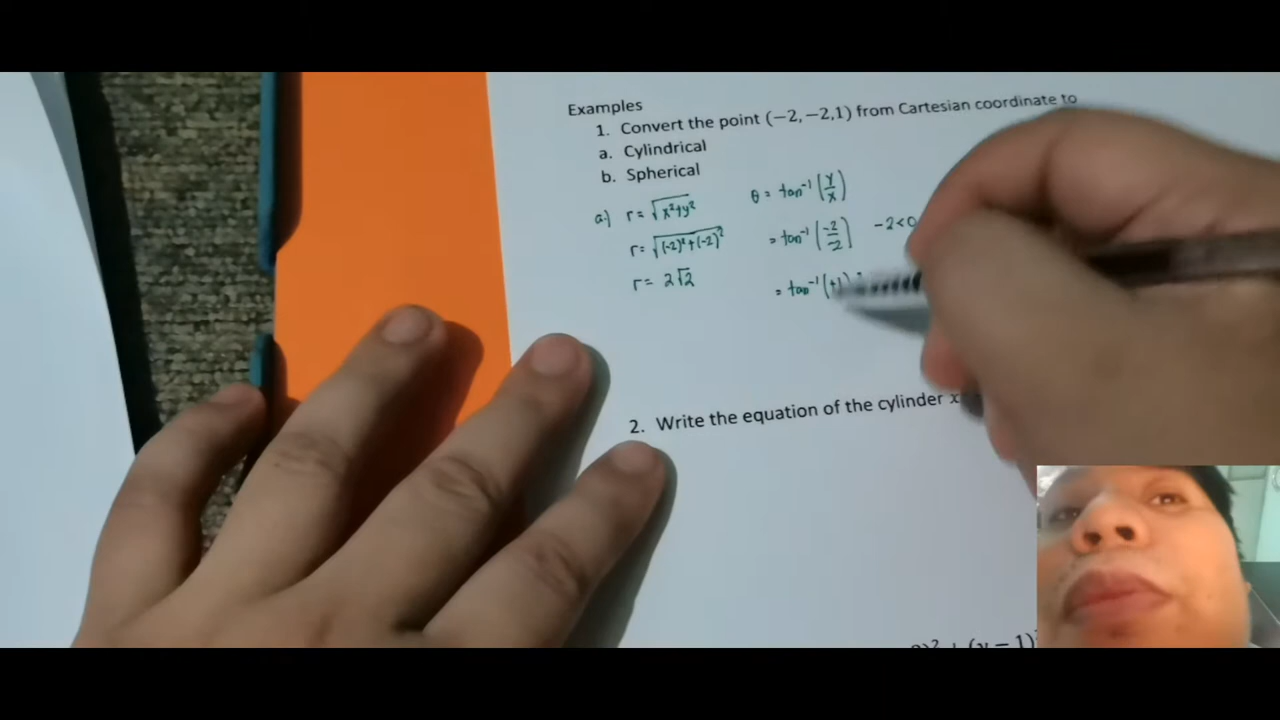 Examples
1. Convert the point (−2,−2,1) from Cartesian coordinate to
a. Cylindrical
b. Spherical
a.) r = √x²+y²
r = √(-2)²+(-2)²
r = 2√2
θ = tan⁻¹ (y/x)
= tan⁻¹ (-2/-2) -2<0
= tan⁻¹ (
2. Write the equation of the cylinder x
+ (y − 1)